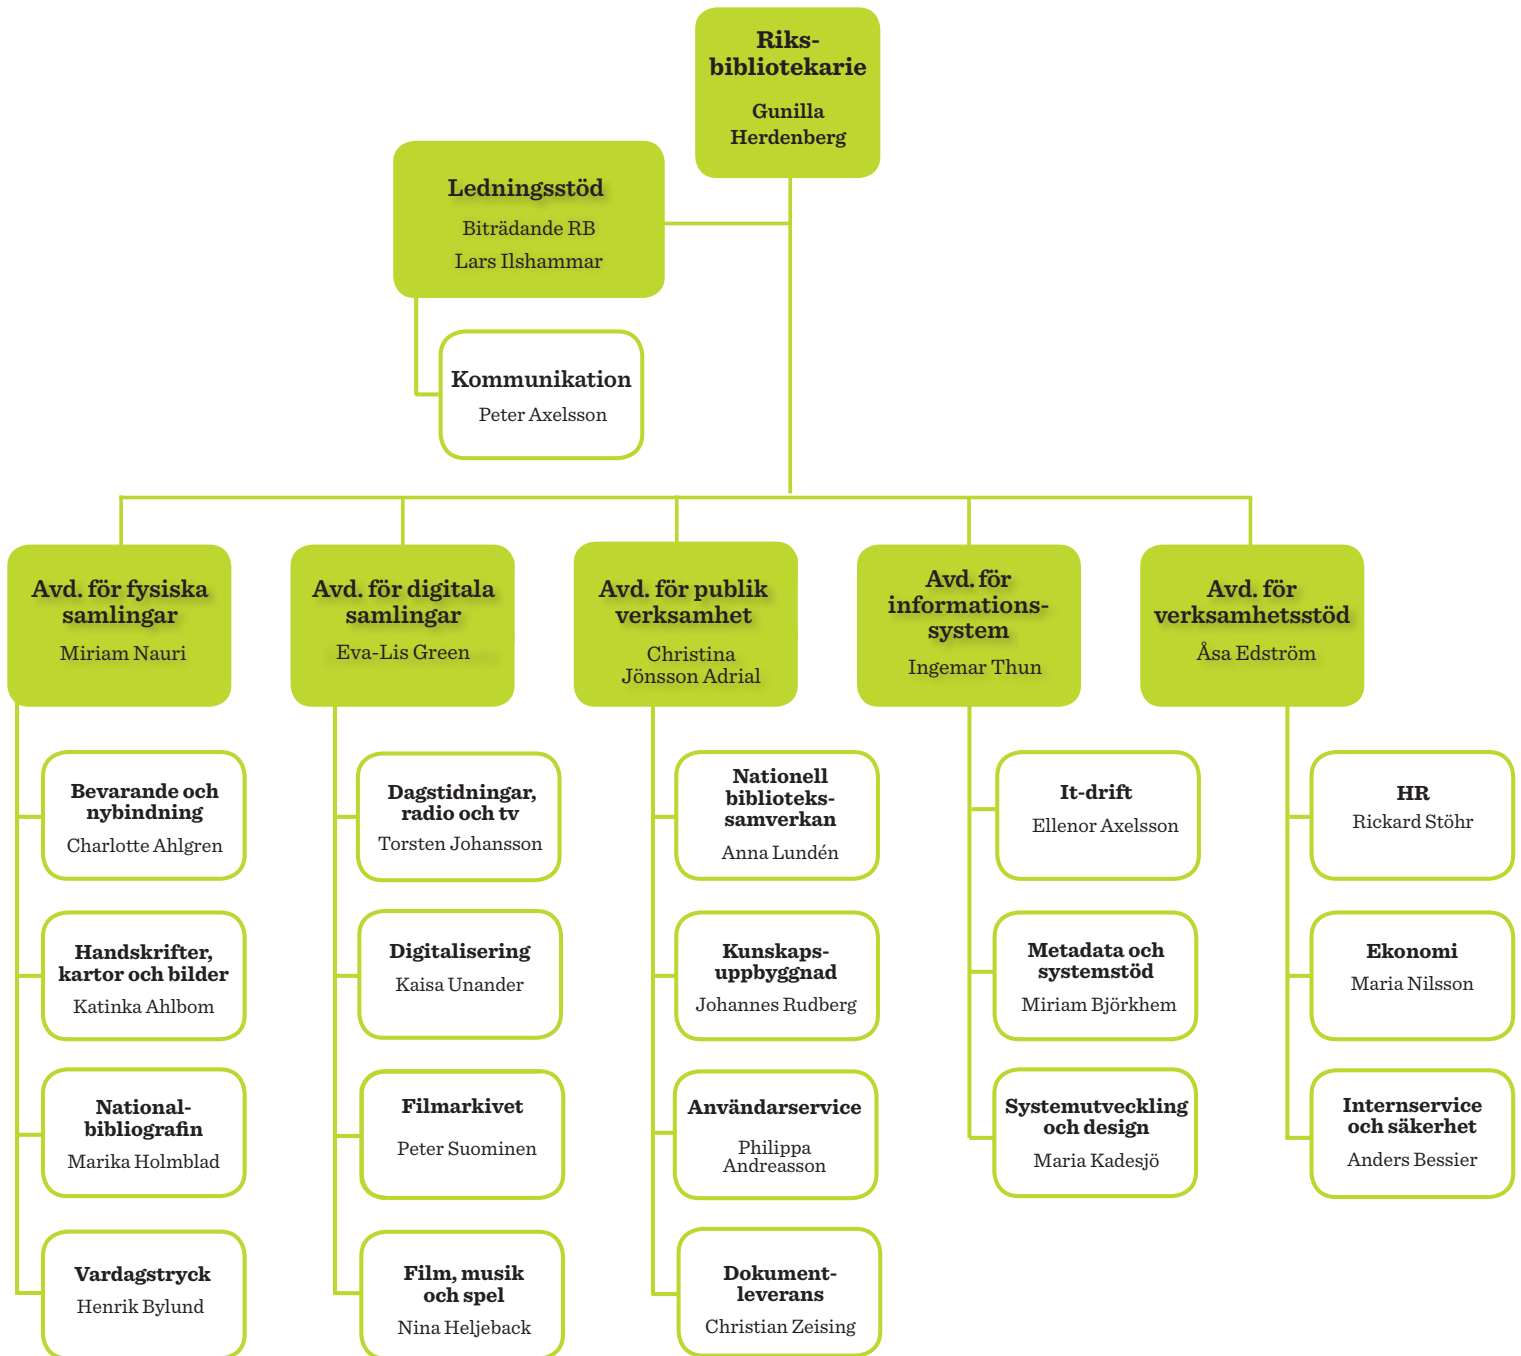 Riks-
bibliotekarie
Gunilla
Herdenberg
Ledningsstöd
Biträdande RB
Lars Ilshammar
Kommunikation
Peter Axelsson
Avd. för fysiska
samlingar
Miriam Nauri
Avd. för digitala
samlingar
Eva-Lis Green
Avd. för publik
verksamhet
Christina
Jönsson Adrial
Avd. för
informations-
system
Ingemar Thun
Avd. för
verksamhetsstöd
Åsa Edström
Bevarande och
nybindning
Charlotte Ahlgren
Handskrifter,
kartor och bilder
Katinka Ahlbom
National-
bibliografin
Marika Holmblad
Vardagstryck
Henrik Bylund
Dagstidningar,
radio och tv
Torsten Johansson
Digitalisering
Kaisa Unander
Filmarkivet
Peter Suominen
Film, musik
och spel
Nina Heljeback
Nationell
biblioteks-
samverkan
Anna Lundén
Kunskaps-
uppbyggnad
Johannes Rudberg
Användarservice
Philippa
Andreasson
Dokument-
leverans
Christian Zeising
It-drift
Ellenor Axelsson
Metadata och
systemstöd
Miriam Björkhem
Systemutveckling
och design
Maria Kadesjö
HR
Rickard Stöhr
Ekonomi
Maria Nilsson
Internservice
och säkerhet
Anders Bessier